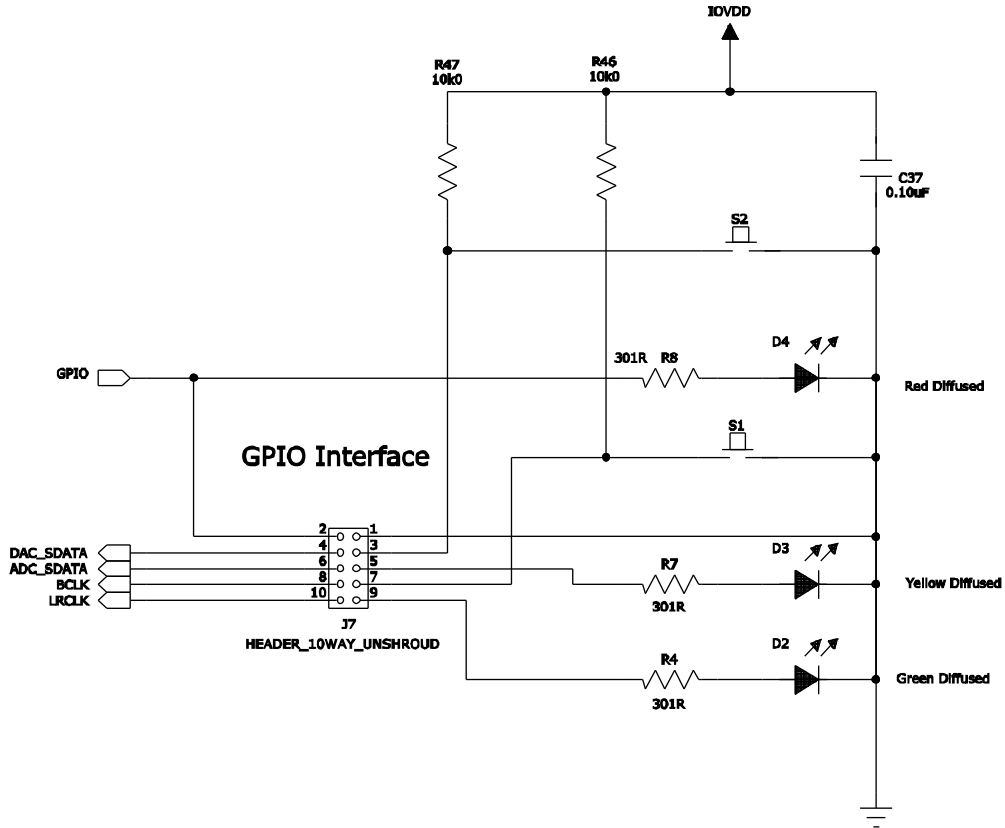 IOVDD
R47
10k0
R46
10k0
C37
0.10uF
S2
D4
301R R8
GPIO
Red Diffused
S1
GPIO Interface
2 1
DAC_SDATA 4 3
ADC_SDATA 6 5
BCLK 8 7
LRCLK 10 9
D3
R7
301R
Yellow Diffused
J7
HEADER_10WAY_UNSHROUD
D2
R4
301R
Green Diffused